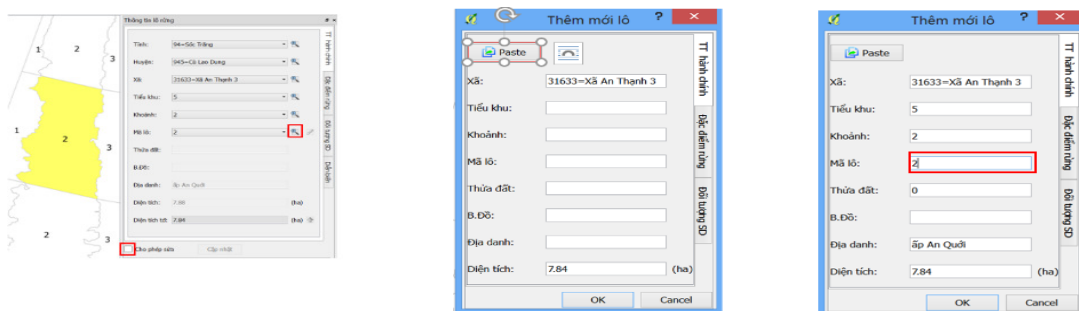 1
2
3
1
2
3
2
3
Thông tin lô rừng
Tỉnh: 94=Sóc Trăng
Huyện: 945=Cù Lao Dung
Xã: 31633=Xã An Thạnh 3
Tiểu khu: 5
Khoảnh: 2
Mã lô: 2
Thửa đất:
B.Đồ:
Địa danh: ấp An Quới
Diện tích: 7.88 (ha)
Diện tích tt: 7.84 (ha)
Cho phép sửa Cập nhật
TT hành chính
Đặc điểm rừng
Đối tượng SD
Diễn biến
Thêm mới lô ? ×
Paste
Xã: 31633=Xã An Thạnh 3
Tiểu khu:
Khoảnh:
Mã lô:
Thửa đất:
B.Đồ:
Địa danh:
Diện tích: 7.84 (ha)
OK Cancel
TT hành chính
Đặc điểm rừng
Đối tượng SD
Thêm mới lô ? ×
Paste
Xã: 31633=Xã An Thạnh 3
Tiểu khu: 5
Khoảnh: 2
Mã lô: 2
Thửa đất: 0
B.Đồ:
Địa danh: ấp An Quới
Diện tích: 7.84 (ha)
OK Cancel
TT hành chính
Đặc điểm rừng
Đối tượng SD